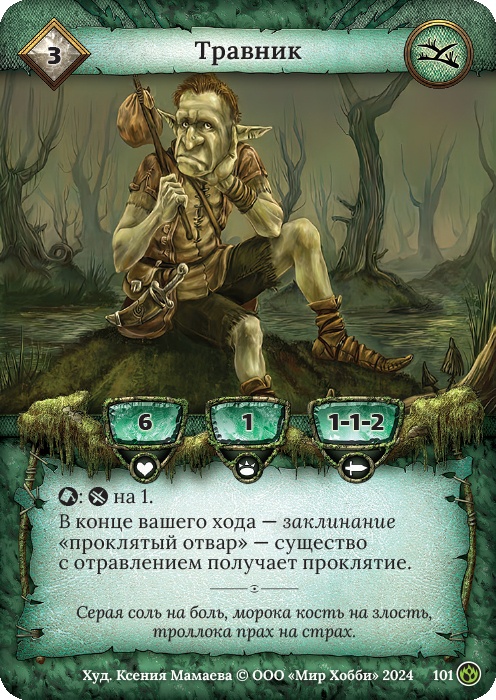 3
Травник
6
1
1-1-2
: на 1.
В конце вашего хода — заклинание
«проклятый отвар» — существо
с отравлением получает проклятие.
Серая соль на боль, морока кость на злость,
троллока прах на страх.
Худ. Ксения Мамаева © ООО «Мир Хобби» 2024 101